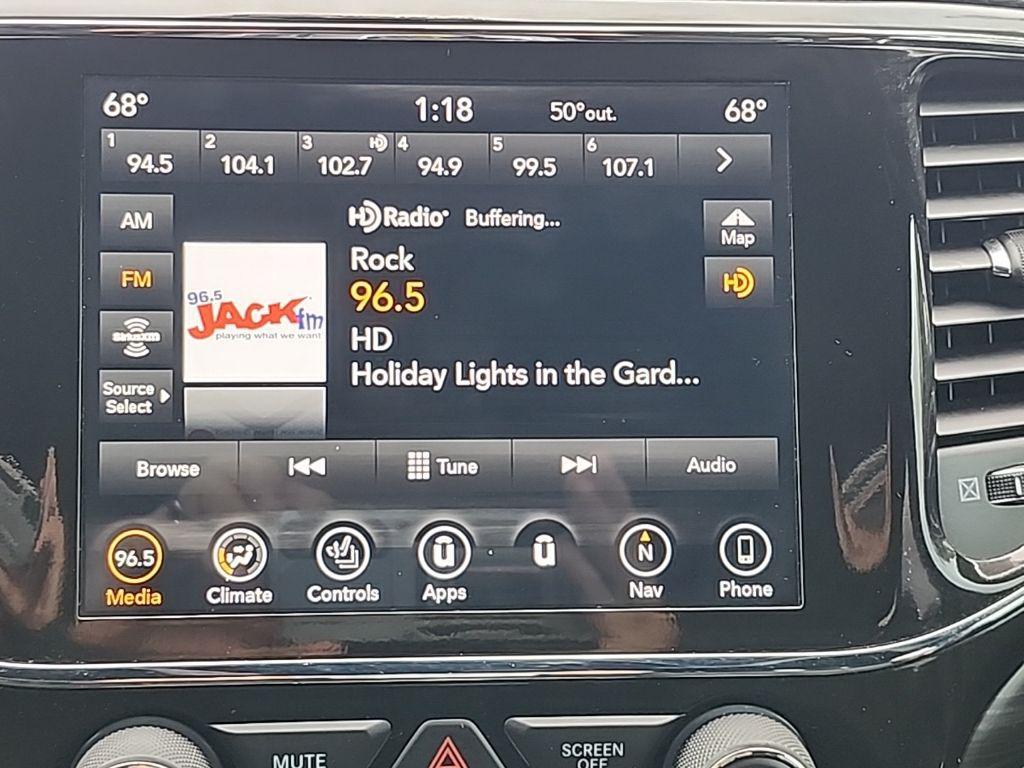 68° 1:18 50°out. 68°
1 94.5 2 104.1 3 102.7 HD 4 94.9 5 99.5 6 107.1
AM
HD Radio Buffering...
Map
FM
HD
Rock
96.5
HD
Holiday Lights in the Gard...
96.5
JACK fm
playing what we want
SiriusXM
Source
Select
Browse Tune Audio
96.5 N
Media Climate Controls Apps Nav Phone
MUTE SCREEN
OFF